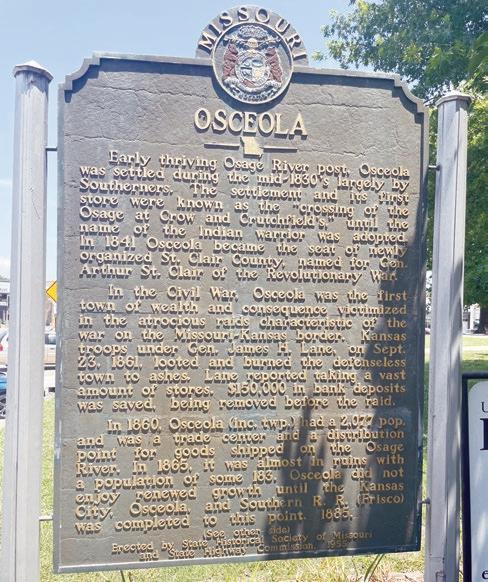 MISSOURI
OSCEOLA
Early thriving Osage River post, Osceola
was settled during the mid-1830's largely by
Southerners. The settlement and its first
store were known as the "crossing of the
Osage at Crow and Crutchfield's," until the
name of the Indian warrior was adopted.
In 1841 Osceola became the seat of newly
organized St. Clair County, named for Gen.
Arthur St. Clair of the Revolutionary War.
In the Civil War, Osceola was the first
town of wealth and consequence victimized
in the atrocious raids characteristic of the
war on the Missouri-Kansas border. Kansas
troops under Gen. James H. Lane, on Sept.
23, 1861, looted and burned the defenseless
town to ashes. Lane reported taking a vast
amount of stores. $150,000 in bank deposits
was saved, being removed before the raid.
In 1860, Osceola (inc. twp.) had a 2,077 pop.
and was a trade center and a distribution
point for goods shipped on the Osage
River. In 1865, it was almost in ruins with
a population of some 183. Osceola did not
enjoy renewed growth until the Kansas
City, Osceola, and Southern R. R. (Frisco)
was completed to this point, 1885.
(See other side)
Erected by State Historical Society of Missouri
and State Highway Commission, 195
U